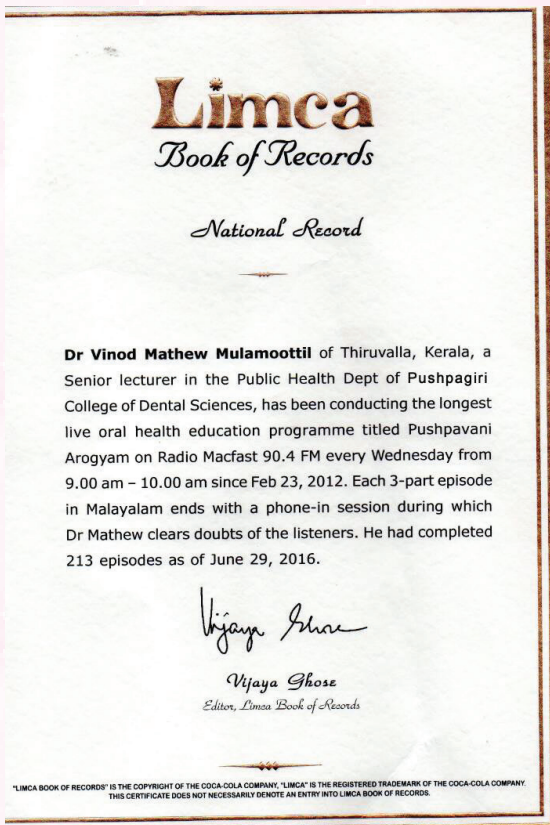 Limca
Book of Records
National Record
Dr Vinod Mathew Mulamoottil of Thiruvalla, Kerala, a
Senior lecturer in the Public Health Dept of Pushpagiri
College of Dental Sciences, has been conducting the longest
live oral health education programme titled Pushpavani
Arogyam on Radio Macfast 90.4 FM every Wednesday from
9.00 am – 10.00 am since Feb 23, 2012. Each 3-part episode
in Malayalam ends with a phone-in session during which
Dr Mathew clears doubts of the listeners. He had completed
213 episodes as of June 29, 2016.
Vijaya Ghose
Vijaya Ghose
Editor, Limca Book of Records
"LIMCA BOOK OF RECORDS" IS THE COPYRIGHT OF THE COCA-COLA COMPANY, "LIMCA" IS THE REGISTERED TRADEMARK OF THE COCA-COLA COMPANY.
THIS CERTIFICATE DOES NOT NECESSARILY DENOTE AN ENTRY INTO LIMCA BOOK OF RECORDS.